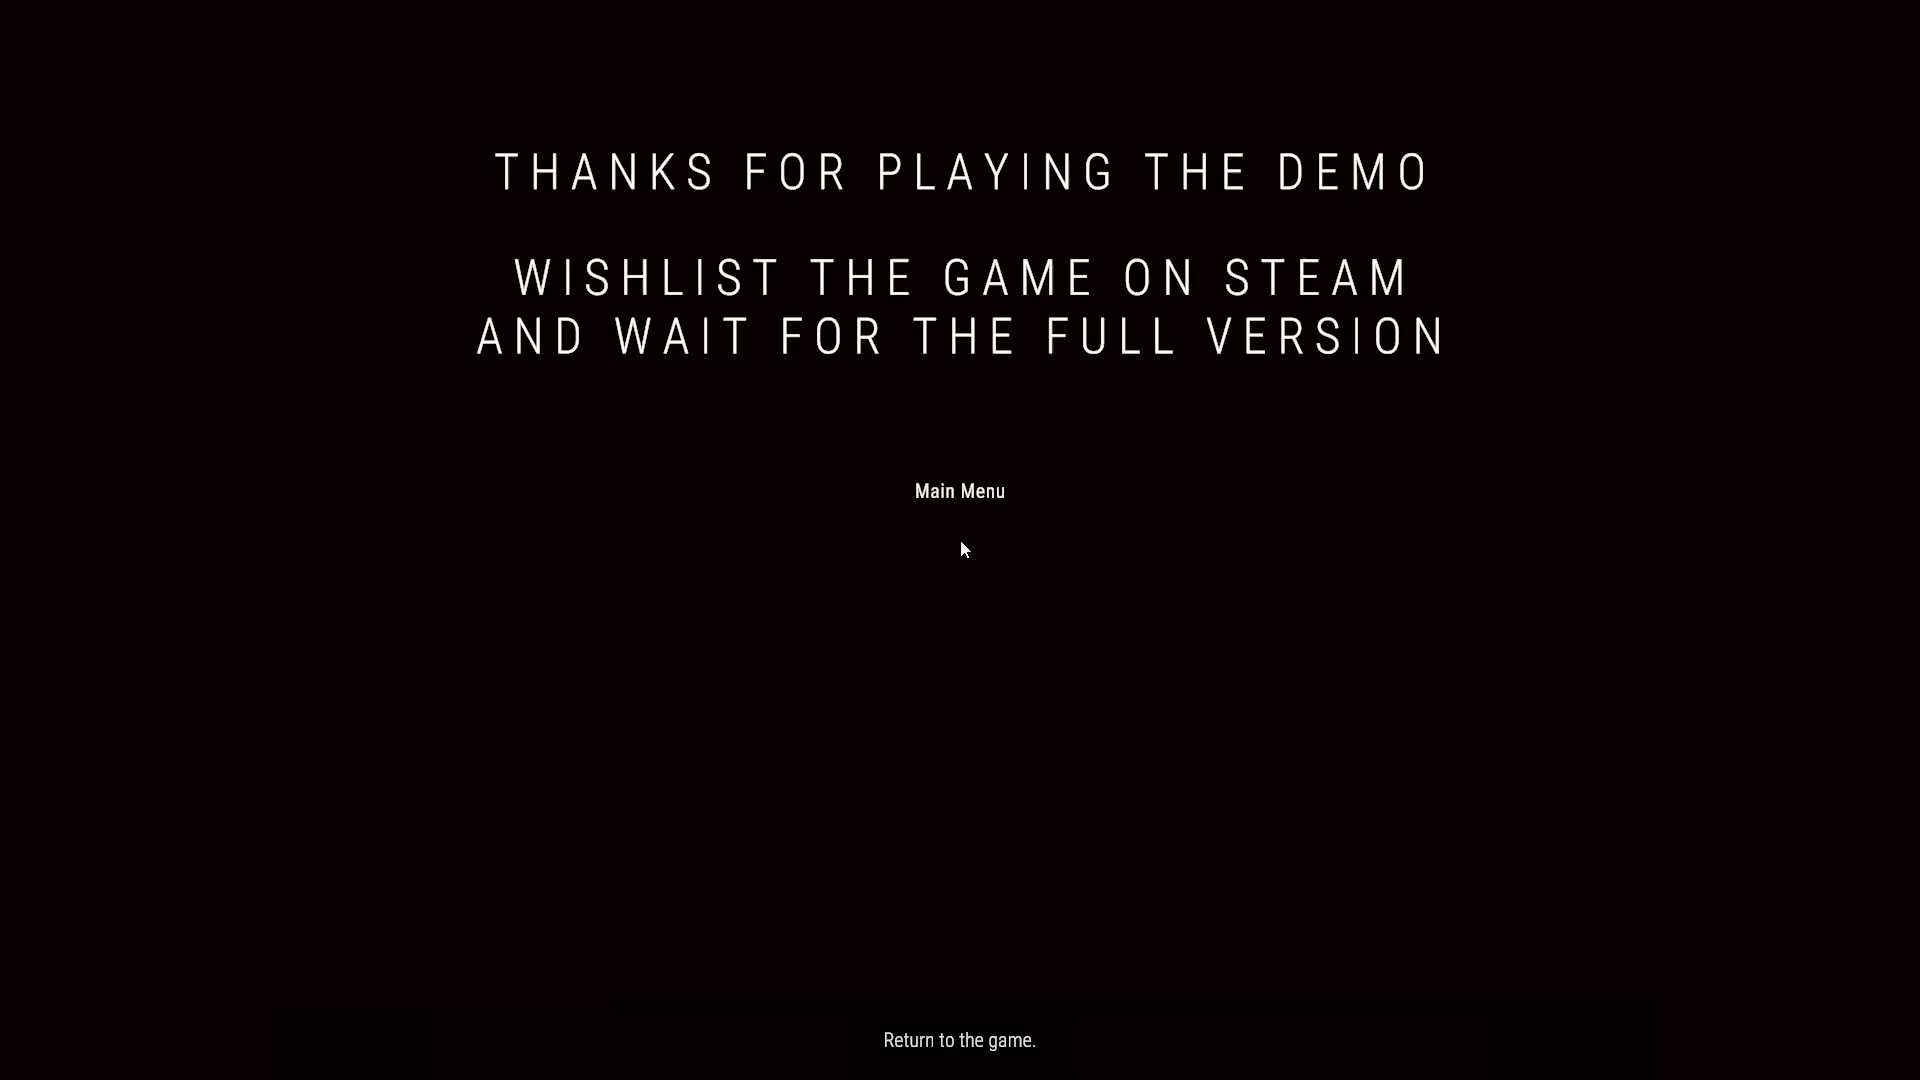 THANKS FOR PLAYING THE DEMO
WISHLIST THE GAME ON STEAM
AND WAIT FOR THE FULL VERSION
Main Menu
Return to the game.